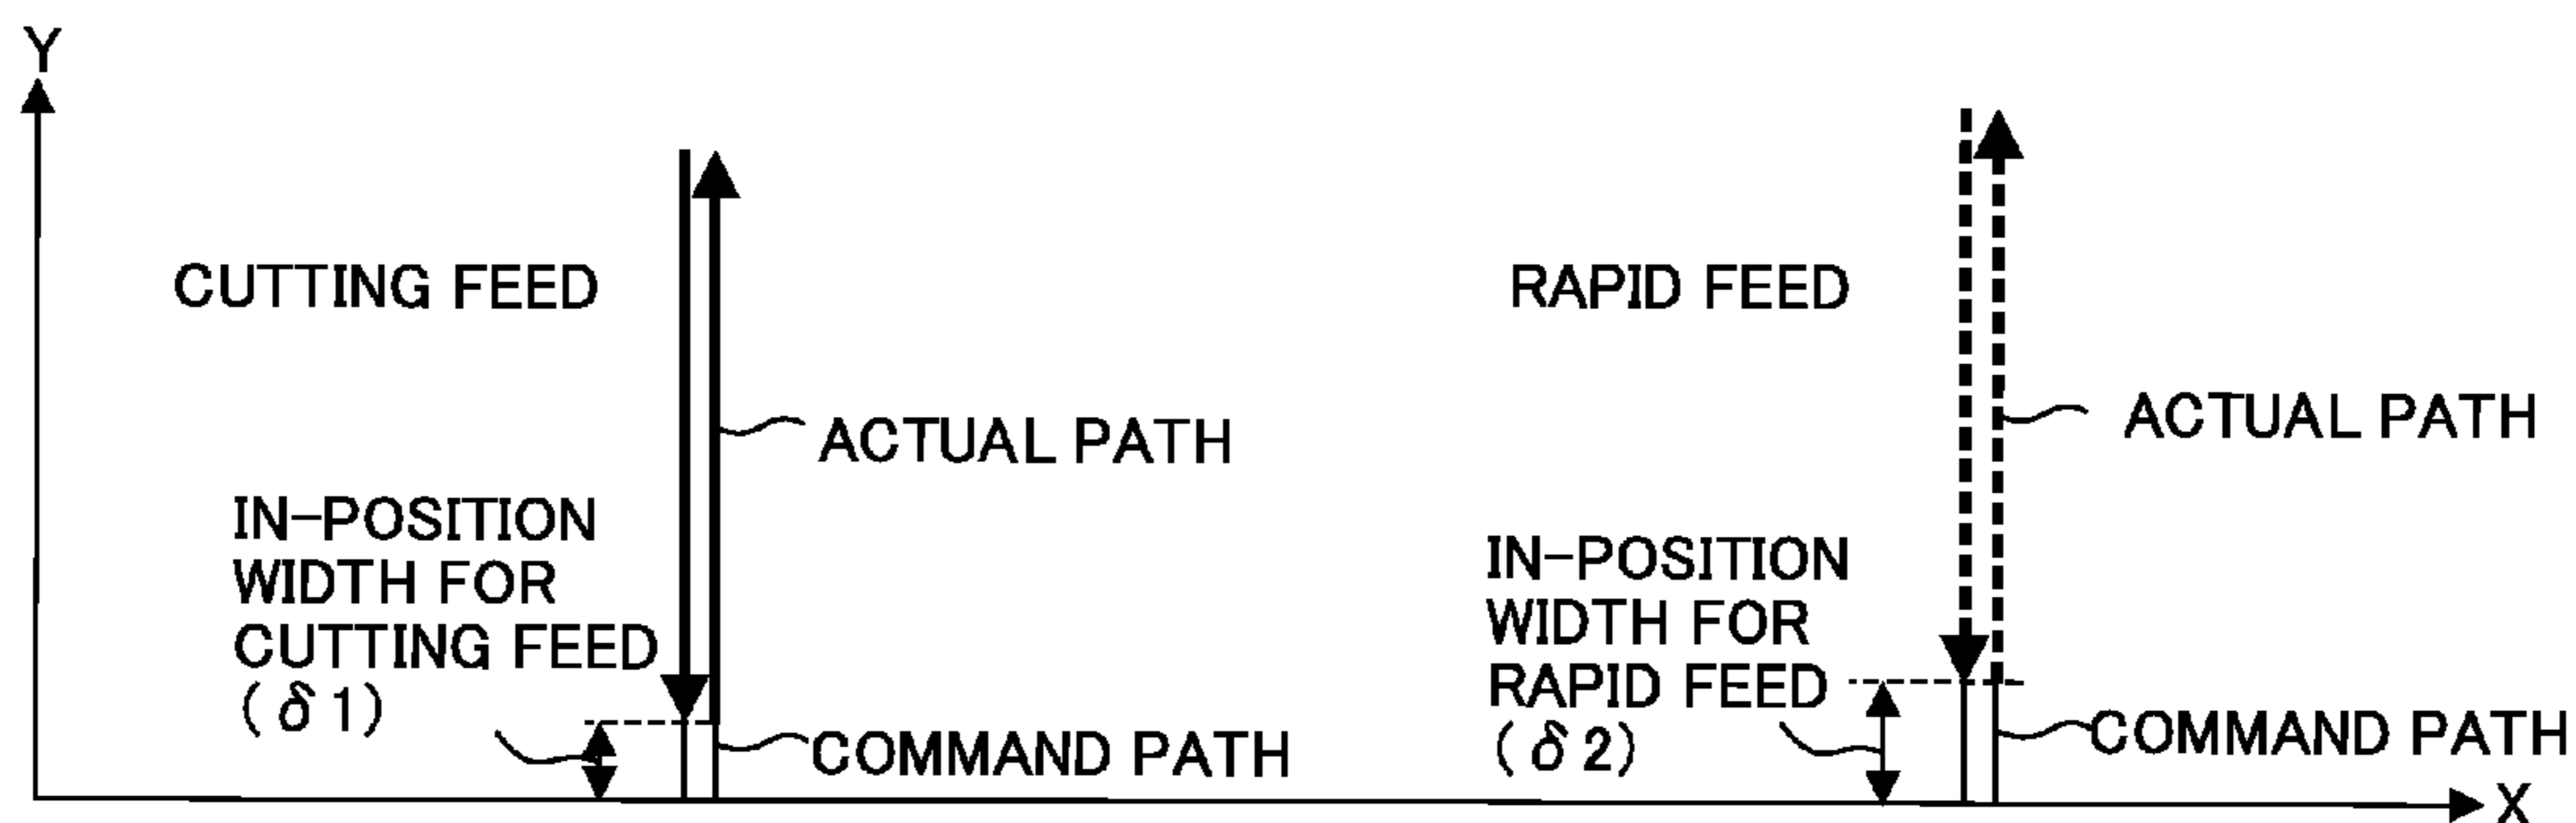 Y
CUTTING FEED
ACTUAL PATH
IN-POSITION
WIDTH FOR
CUTTING FEED
(δ1)
COMMAND PATH
RAPID FEED
ACTUAL PATH
IN-POSITION
WIDTH FOR
RAPID FEED
(δ2)
COMMAND PATH
X